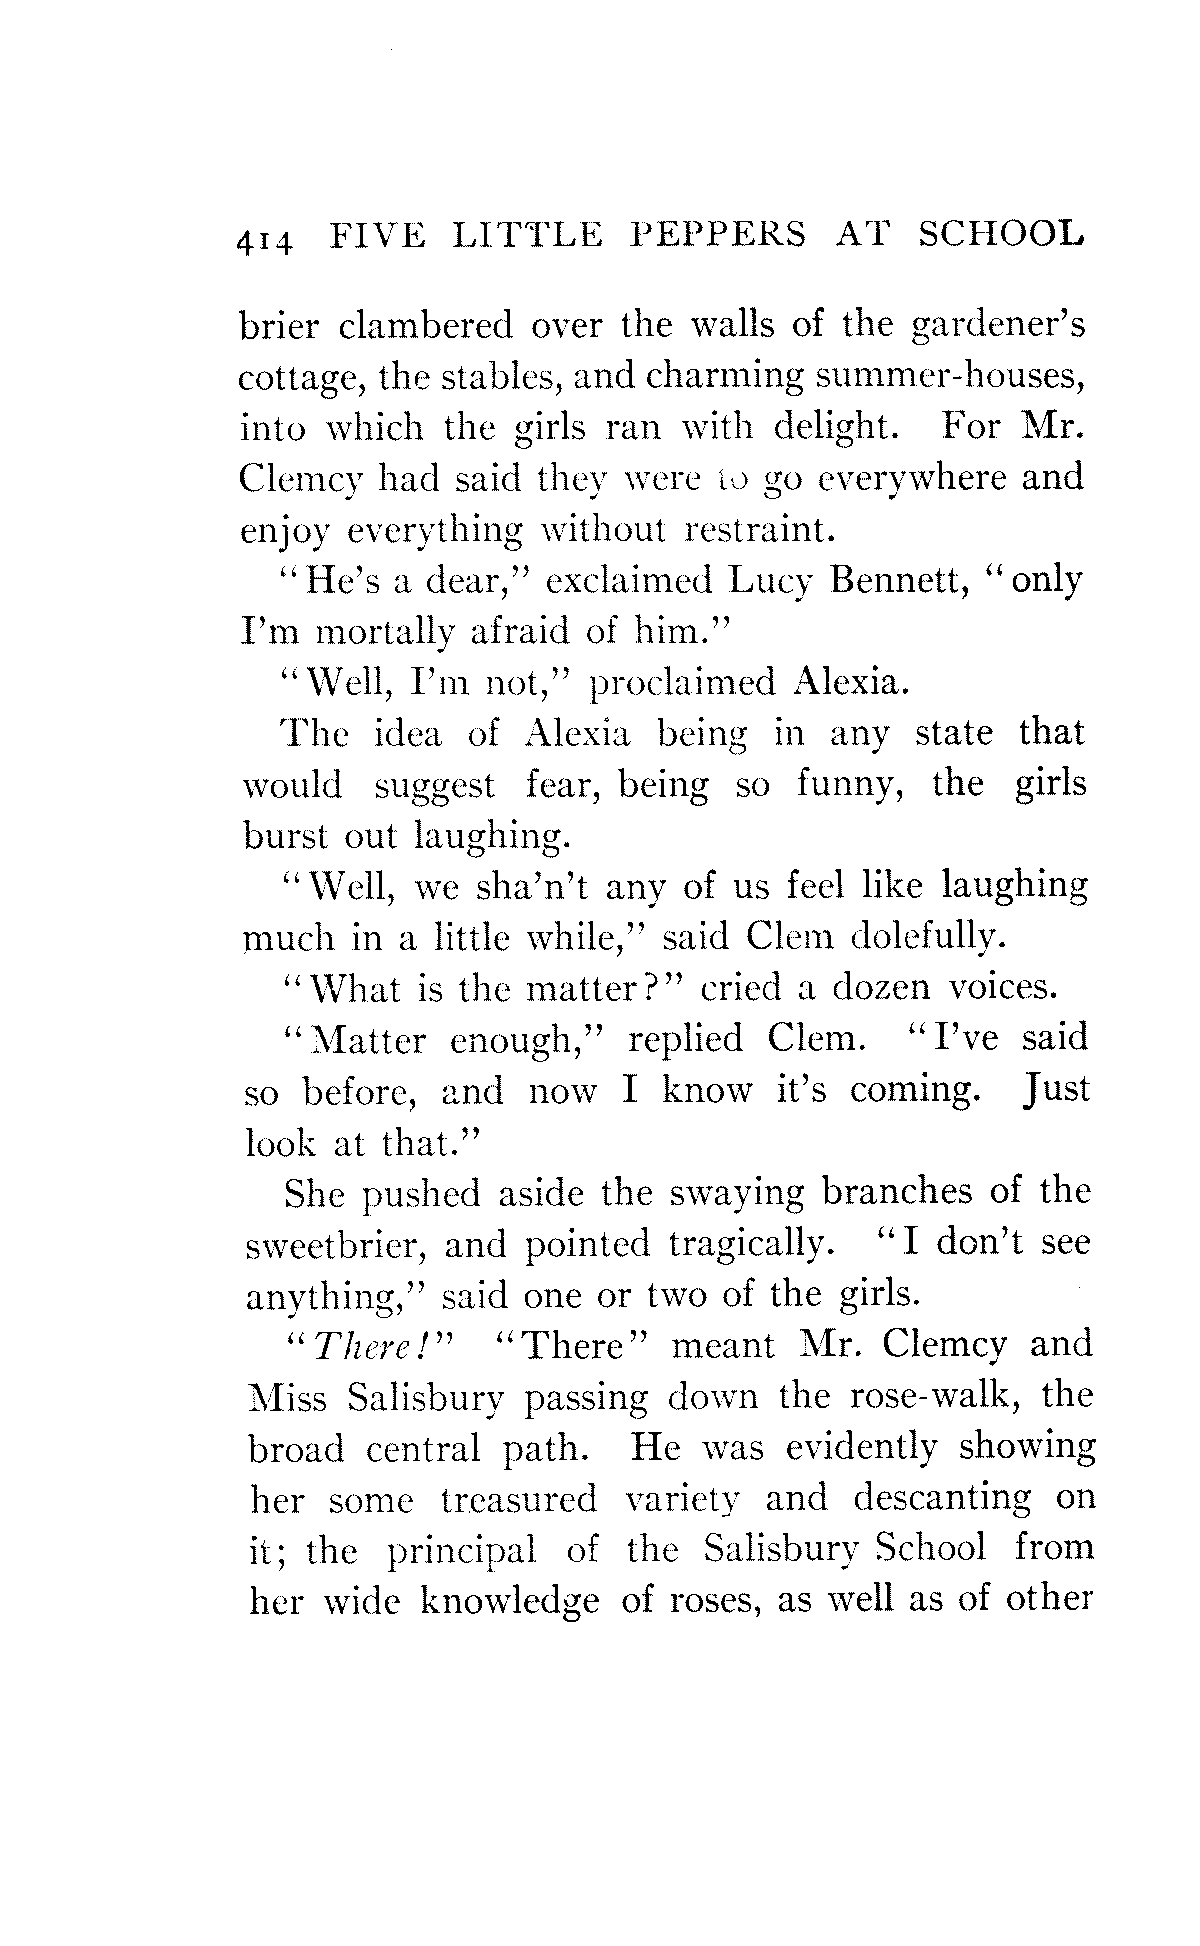 414 FIVE LITTLE PEPPERS AT SCHOOL
brier clambered over the walls of the gardener's
cottage, the stables, and charming summer-houses,
into which the girls ran with delight. For Mr.
Clemcy had said they were to go everywhere and
enjoy everything without restraint.
"He's a dear," exclaimed Lucy Bennett, "only
I'm mortally afraid of him."
"Well, I'm not," proclaimed Alexia.
The idea of Alexia being in any state that
would suggest fear, being so funny, the girls
burst out laughing.
"Well, we sha'n't any of us feel like laughing
much in a little while," said Clem dolefully.
"What is the matter?" cried a dozen voices.
"Matter enough," replied Clem. "I've said
so before, and now I know it's coming. Just
look at that."
She pushed aside the swaying branches of the
sweetbrier, and pointed tragically. "I don't see
anything," said one or two of the girls.
"There!" "There" meant Mr. Clemcy and
Miss Salisbury passing down the rose-walk, the
broad central path. He was evidently showing
her some treasured variety and descanting on
it; the principal of the Salisbury School from
her wide knowledge of roses, as well as of other